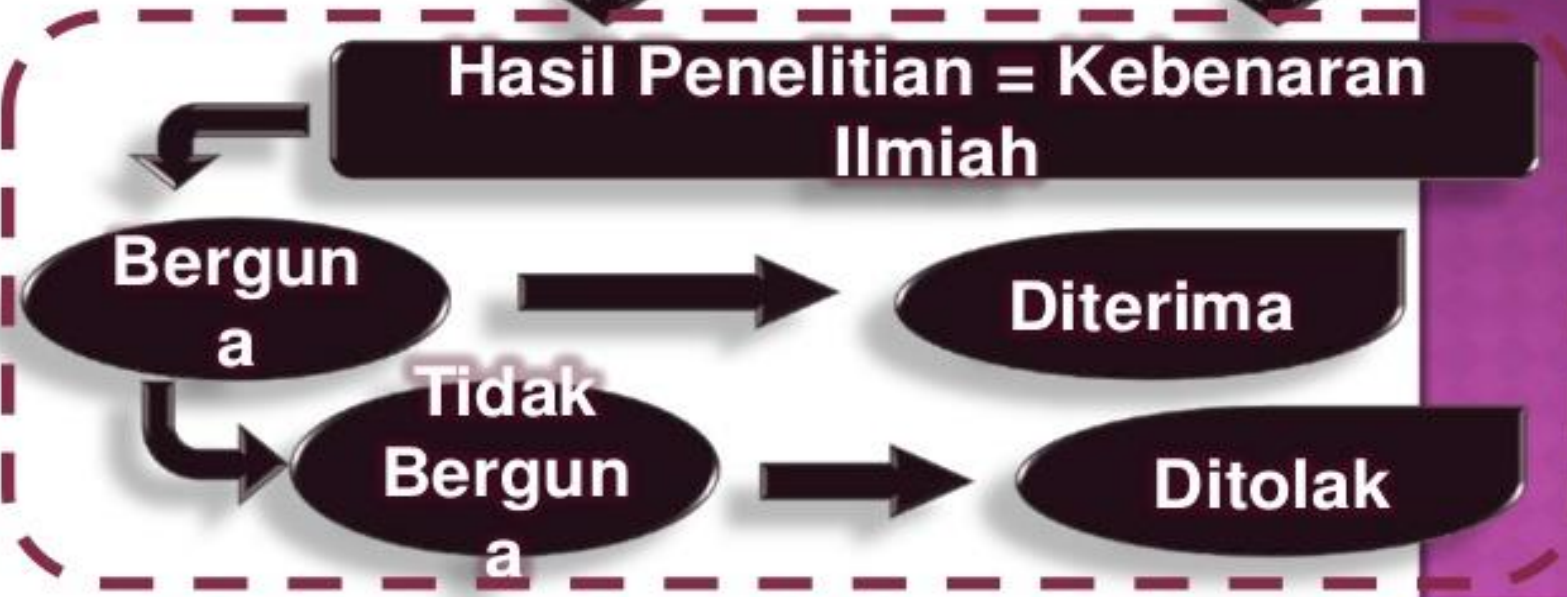 Hasil Penelitian = Kebenaran
Ilmiah
Bergun
a
Diterima
Tidak
Bergun
a
Ditolak